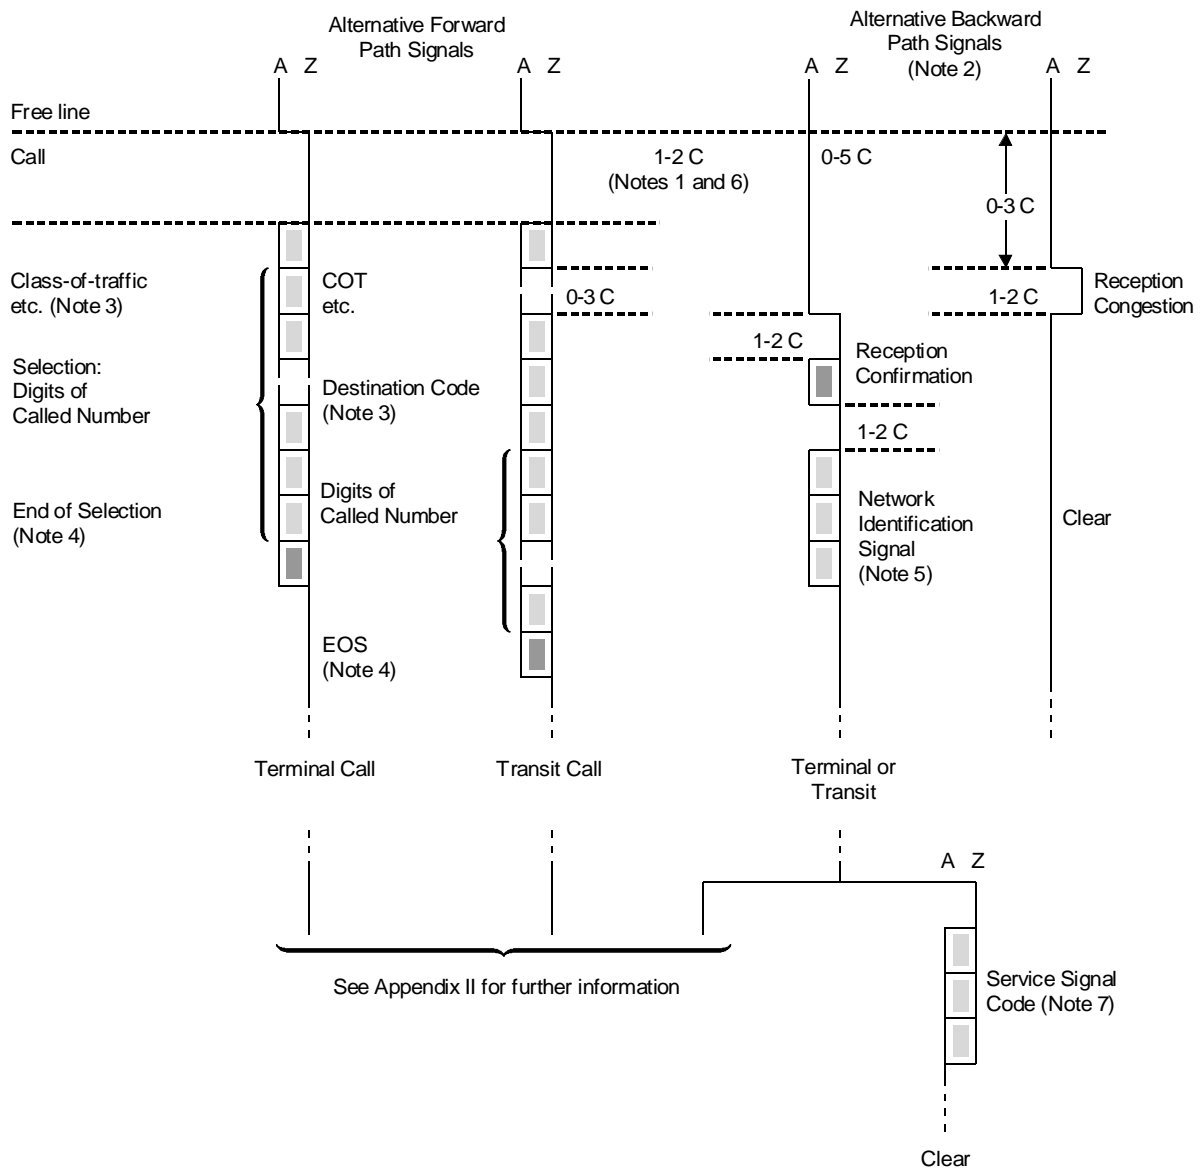 Alternative Forward
Path Signals
Alternative Backward
Path Signals
(Note 2)
A Z
A Z
A Z
A Z
Free line
Call
1-2 C
(Notes 1 and 6)
0-5 C
0-3 C
Class-of-traffic
etc. (Note 3)
COT
etc.
0-3 C
1-2 C
Reception
Congestion
Selection:
Digits of
Called Number
Destination Code
(Note 3)
1-2 C
Reception
Confirmation
1-2 C
End of Selection
(Note 4)
Digits of
Called Number
Network
Identification
Signal
(Note 5)
Clear
EOS
(Note 4)
Terminal Call
Transit Call
Terminal or
Transit
A Z
See Appendix II for further information
Service Signal
Code (Note 7)
Clear